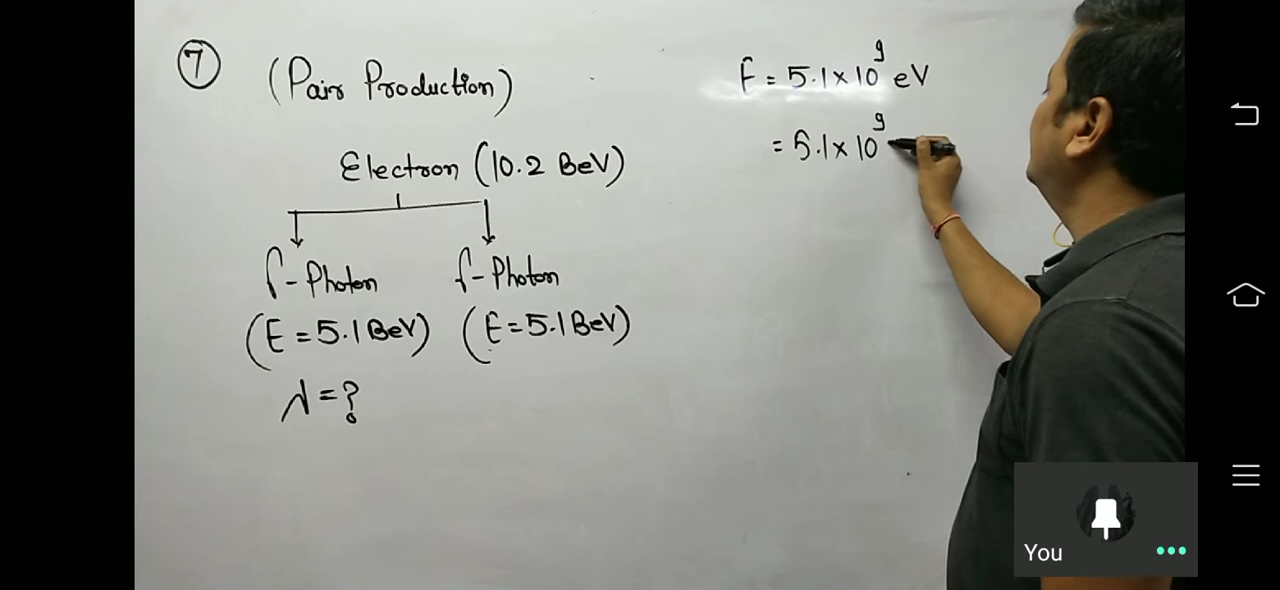 7 (Pair Production)
Electron (10.2 BeV)
γ-Photon γ-Photon
(E = 5.1 BeV) (E = 5.1 BeV)
λ = ?
E = 5.1 × 10⁹ eV
= 5.1 × 10⁹
You